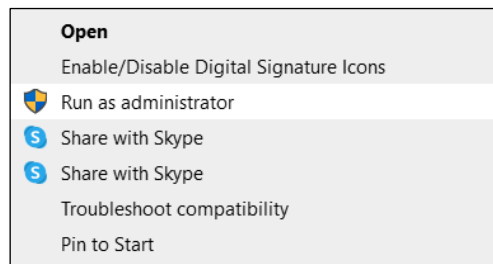 Open
Enable/Disable Digital Signature Icons
Run as administrator
Share with Skype
Share with Skype
Troubleshoot compatibility
Pin to Start